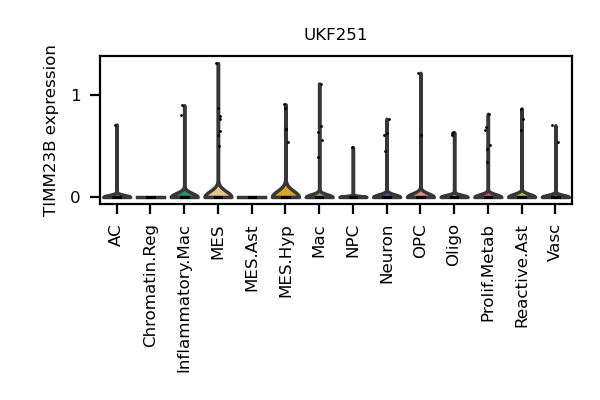 UKF251
TIMM23B expression
1
0
AC
Chromatin.Reg
Inflammatory.Mac
MES
MES.Ast
MES.Hyp
Mac
NPC
Neuron
OPC
Oligo
Prolif.Metab
Reactive.Ast
Vasc